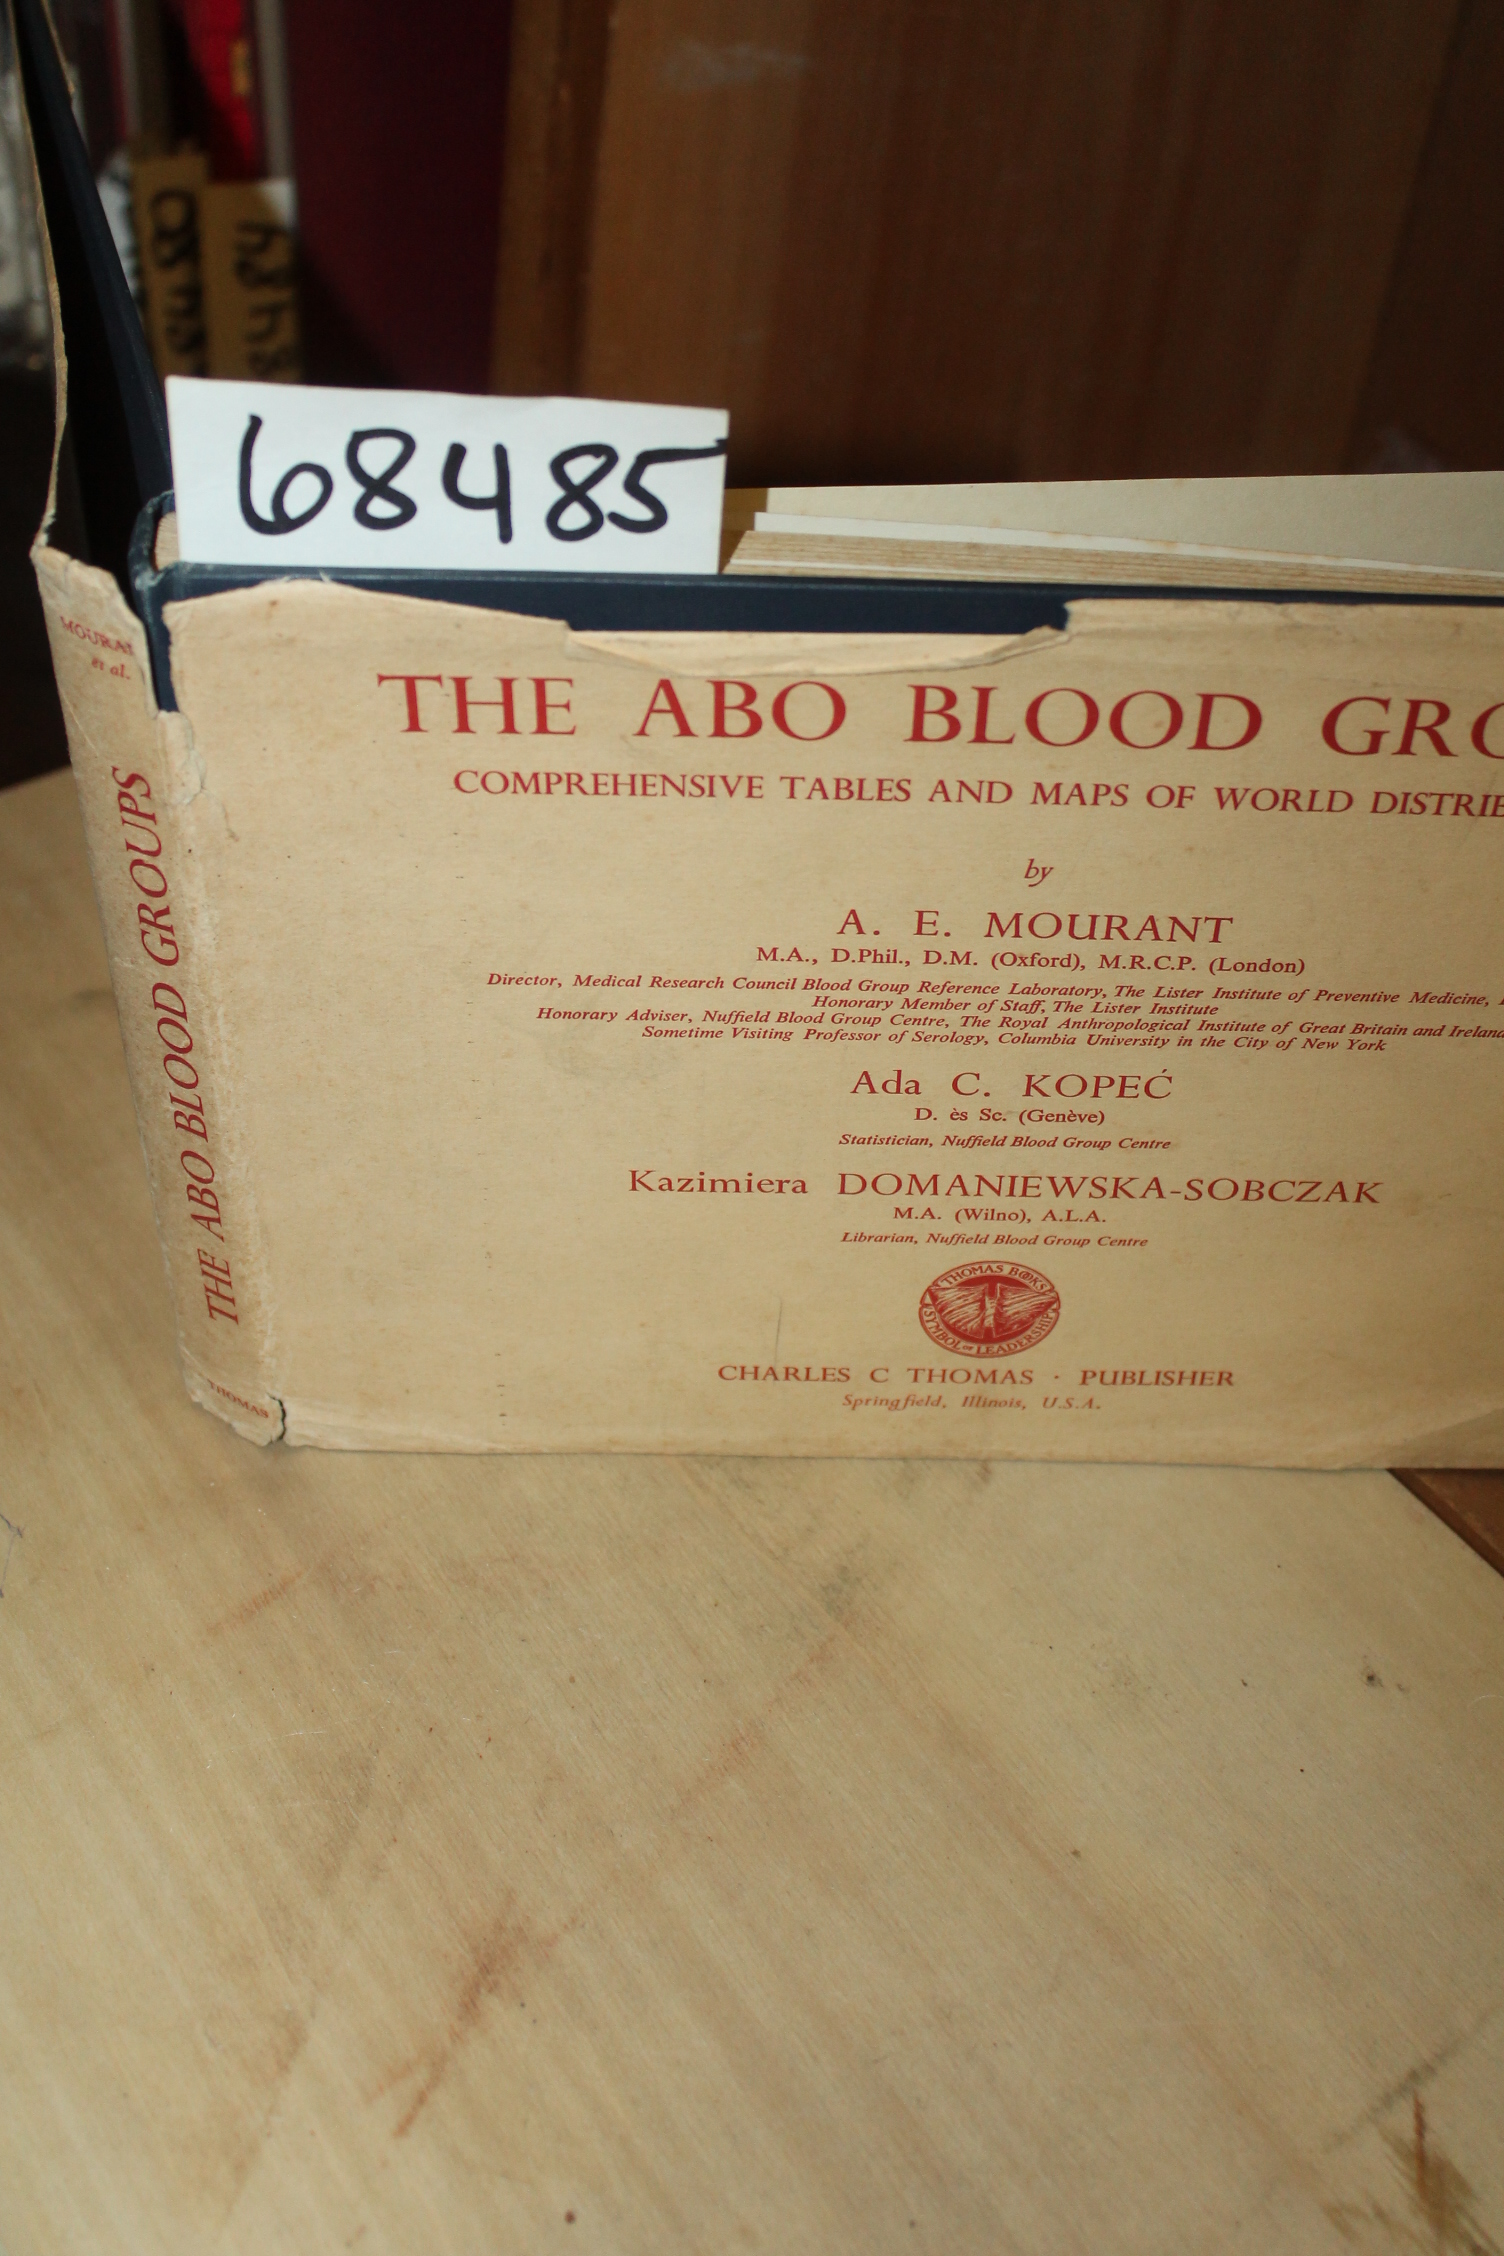 68485
MOURAN
et al.
THE ABO BLOOD GROUPS
THOMAS
THE ABO BLOOD GRO
COMPREHENSIVE TABLES AND MAPS OF WORLD DISTRIB
by
A. E. MOURANT
M.A., D.Phil., D.M. (Oxford), M.R.C.P. (London)
Director, Medical Research Council Blood Group Reference Laboratory, The Lister Institute of Preventive Medicine,
Honorary Member of Staff, The Lister Institute
Honorary Adviser, Nuffield Blood Group Centre, The Royal Anthropological Institute of Great Britain and Ireland
Sometime Visiting Professor of Serology, Columbia University in the City of New York
Ada C. KOPEĆ
D. ès Sc. (Genève)
Statistician, Nuffield Blood Group Centre
Kazimiera DOMANIEWSKA-SOBCZAK
M.A. (Wilno), A.L.A.
Librarian, Nuffield Blood Group Centre
THOMAS BOOKS
SYMBOL OF LEADERSHIP
CHARLES C THOMAS · PUBLISHER
Springfield, Illinois, U.S.A.